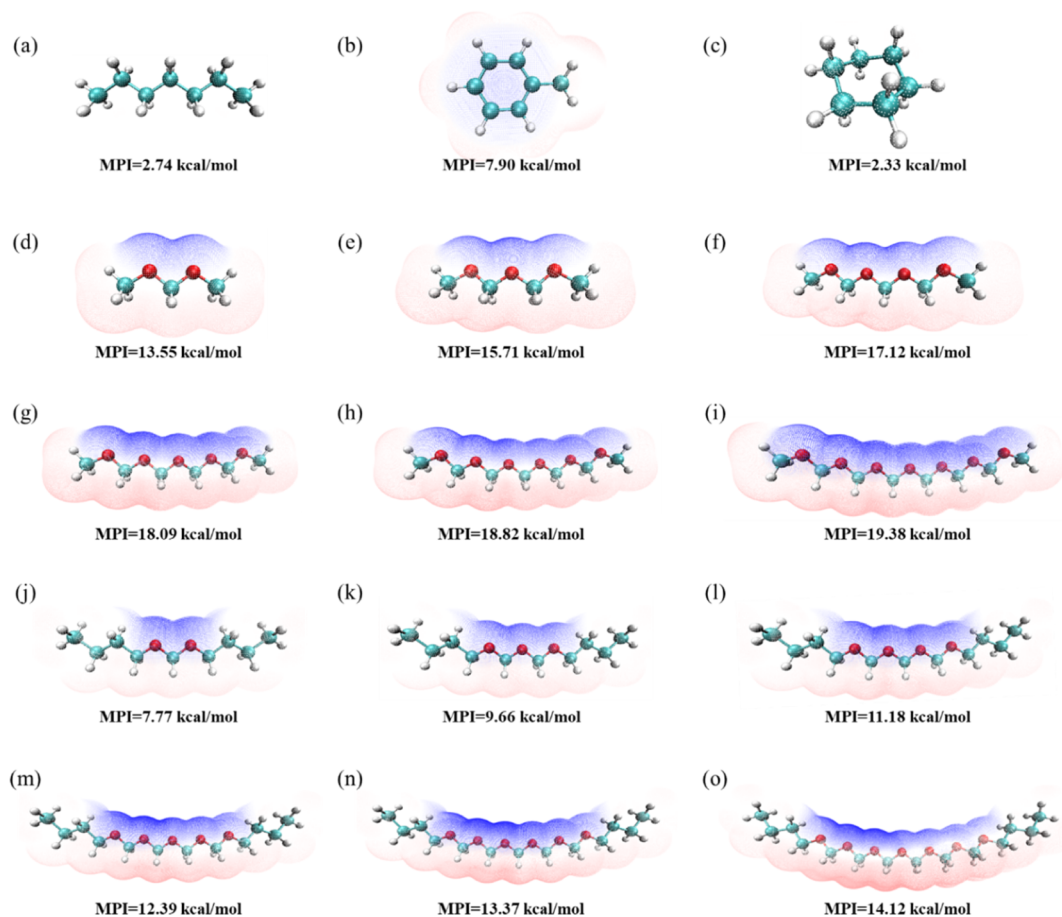 (a) (b) (c)
MPI=2.74 kcal/mol MPI=7.90 kcal/mol MPI=2.33 kcal/mol
(d) (e) (f)
MPI=13.55 kcal/mol MPI=15.71 kcal/mol MPI=17.12 kcal/mol
(g) (h) (i)
MPI=18.09 kcal/mol MPI=18.82 kcal/mol MPI=19.38 kcal/mol
(j) (k) (l)
MPI=7.77 kcal/mol MPI=9.66 kcal/mol MPI=11.18 kcal/mol
(m) (n) (o)
MPI=12.39 kcal/mol MPI=13.37 kcal/mol MPI=14.12 kcal/mol